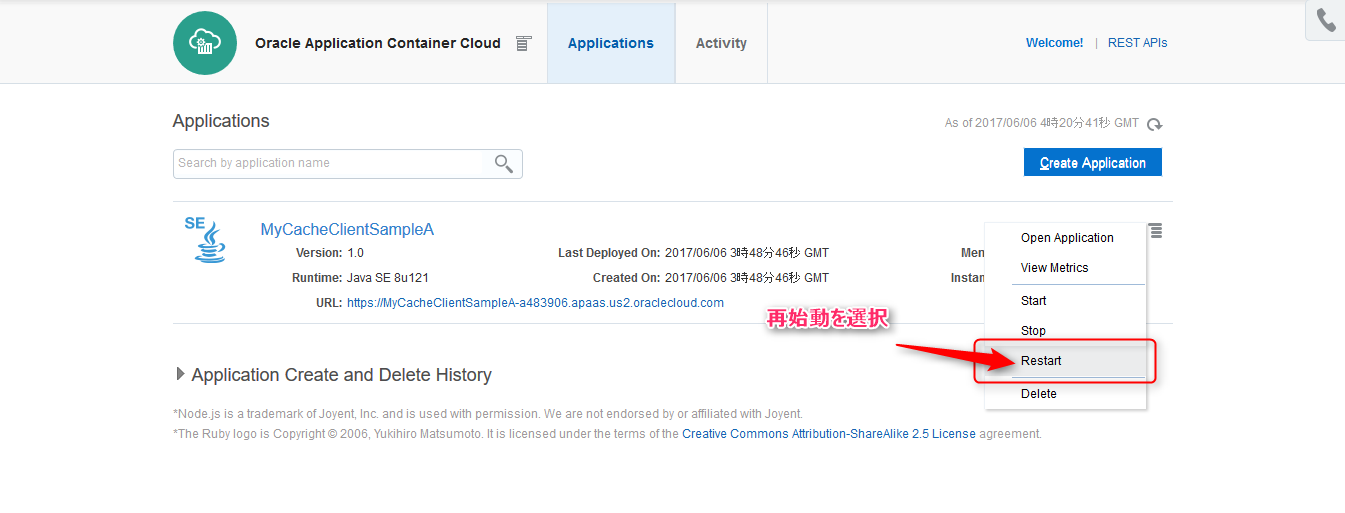 Oracle Application Container Cloud
Applications
Activity
Welcome! | REST APIs
Applications
As of 2017/06/06 4時20分41秒 GMT
Search by application name
Create Application
SE
MyCacheClientSampleA
Version: 1.0
Last Deployed On: 2017/06/06 3時48分46秒 GMT
Mem
Runtime: Java SE 8u121
Created On: 2017/06/06 3時48分46秒 GMT
Instan
URL: https://MyCacheClientSampleA-a483906.apaas.us2.oraclecloud.com
Open Application
View Metrics
Start
Stop
Restart
Delete
再始動を選択
Application Create and Delete History
*Node.js is a trademark of Joyent, Inc. and is used with permission. We are not endorsed by or affiliated with Joyent.
*The Ruby logo is Copyright © 2006, Yukihiro Matsumoto. It is licensed under the terms of the Creative Commons Attribution-ShareAlike 2.5 License agreement.